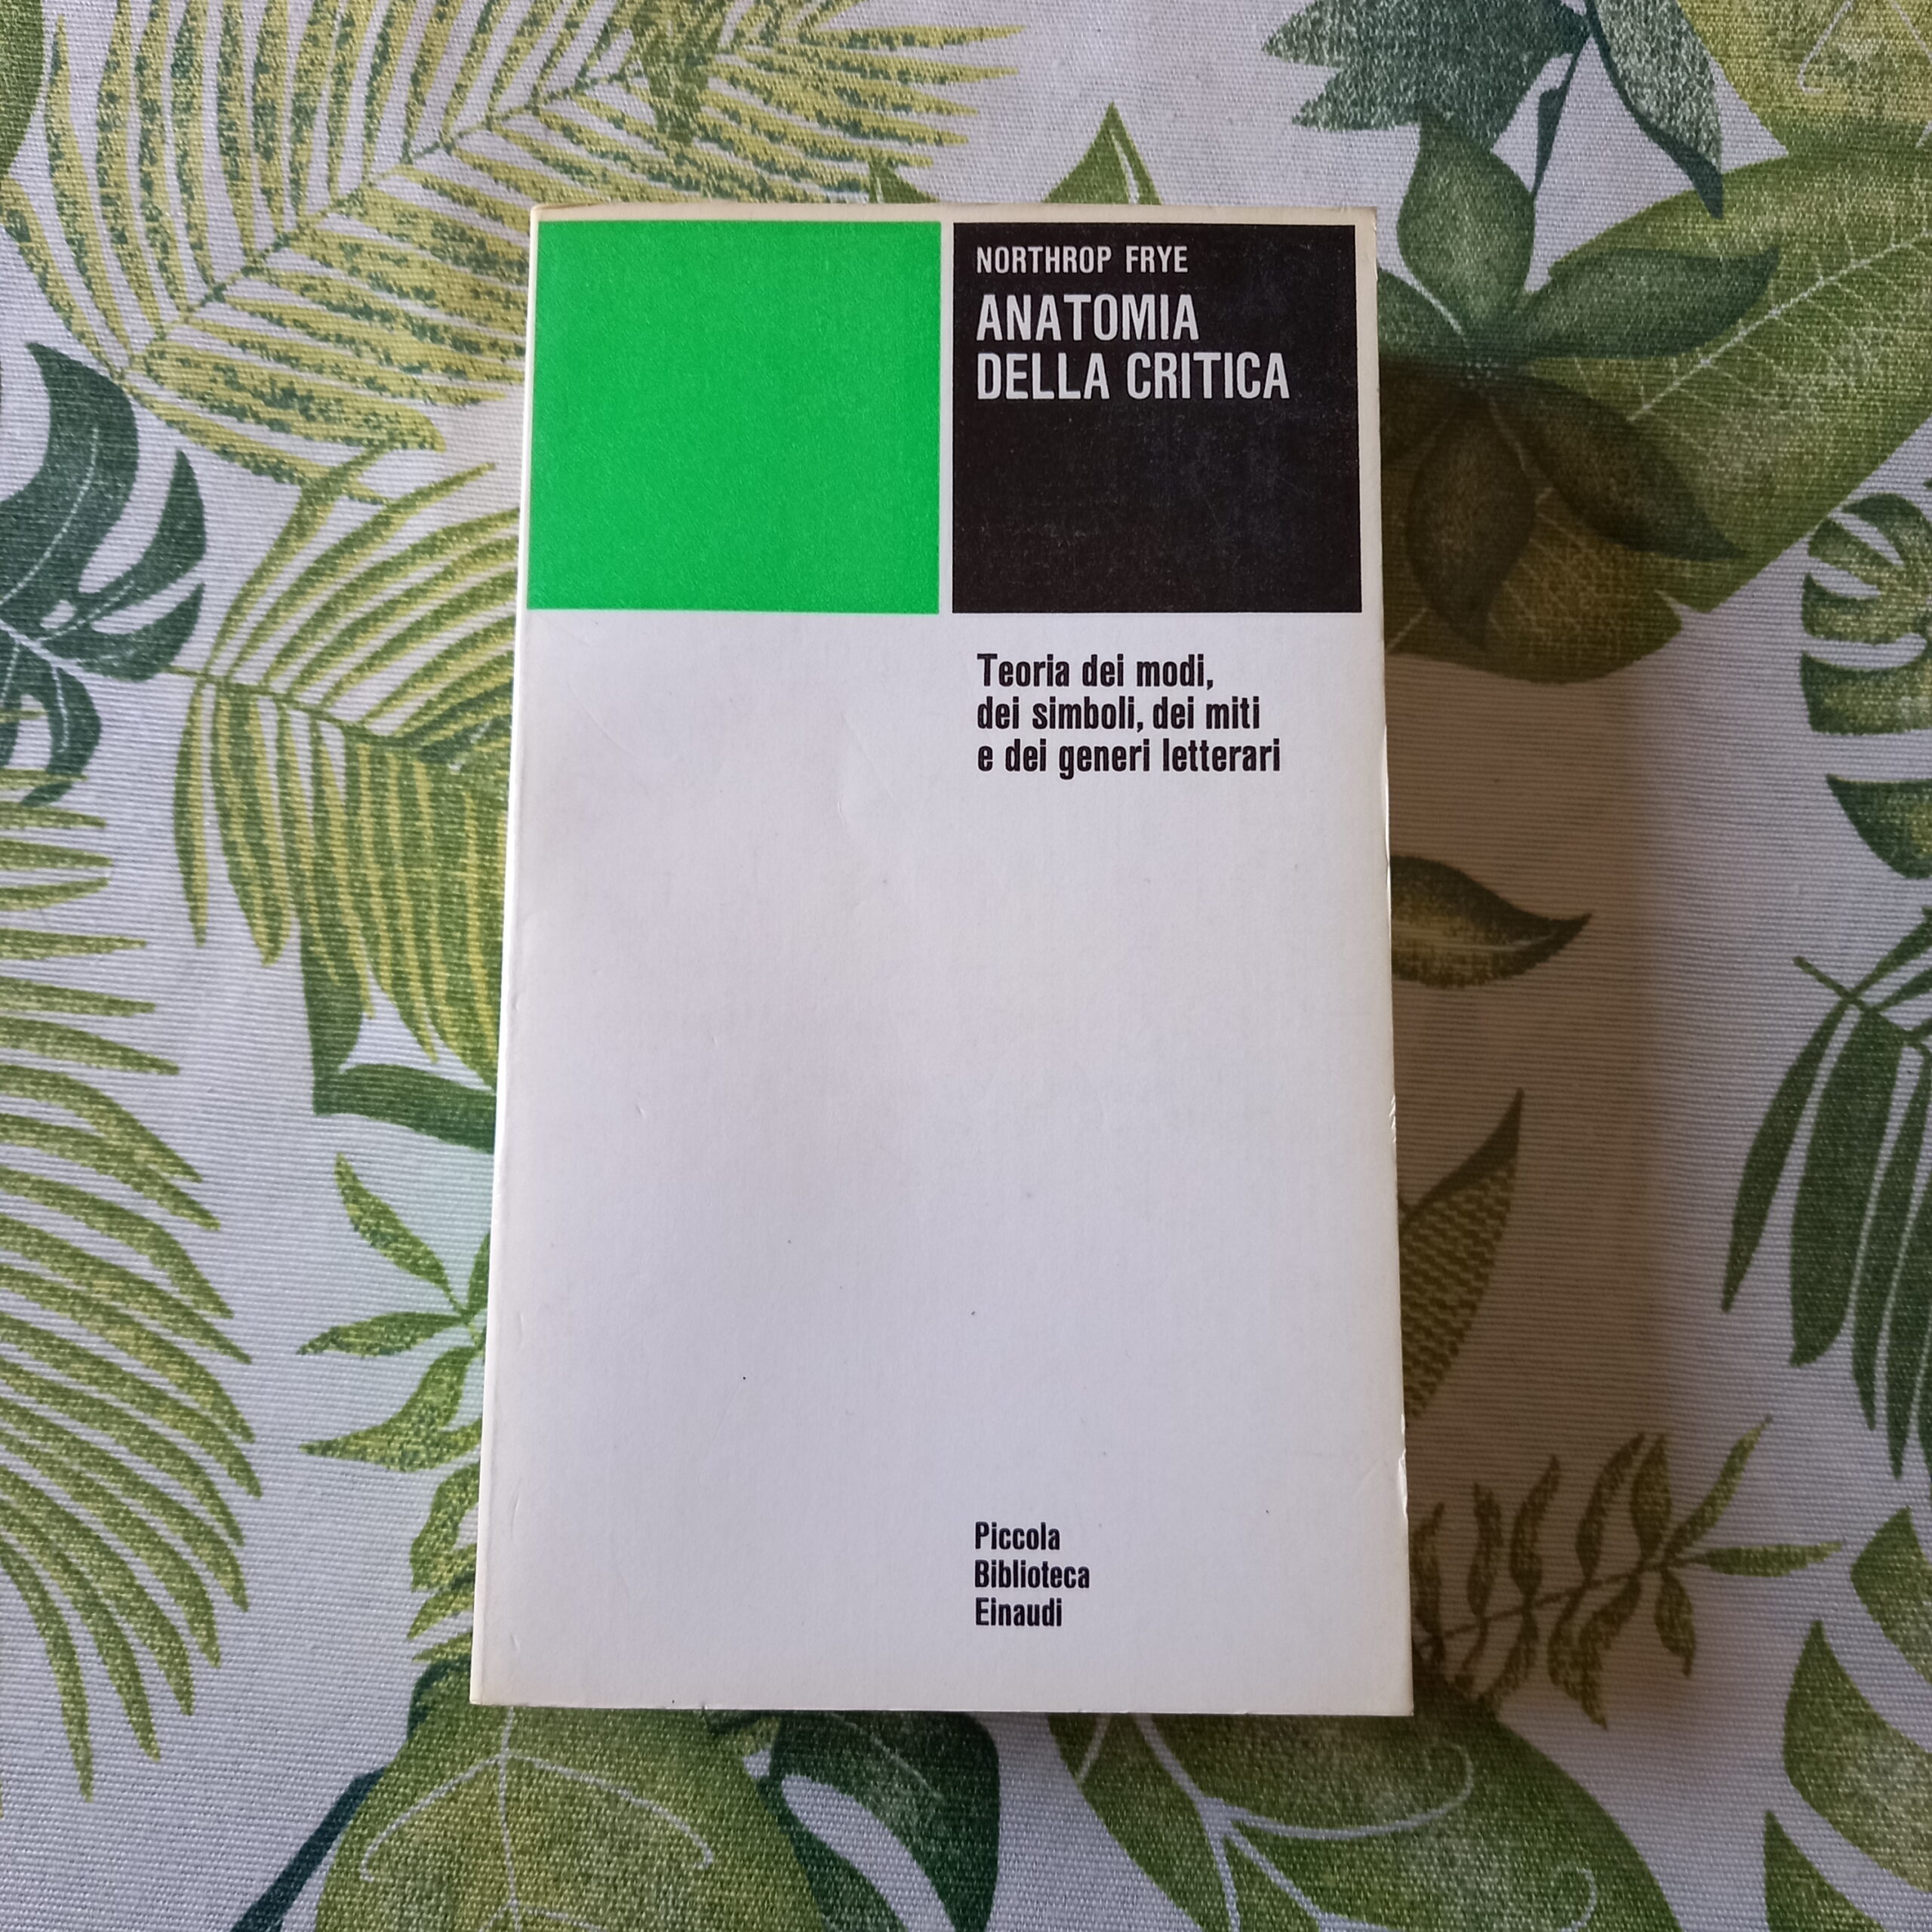 NORTHROP FRYE
ANATOMIA
DELLA CRITICA
Teoria dei modi,
dei simboli, dei miti
e dei generi letterari
Piccola
Biblioteca
Einaudi